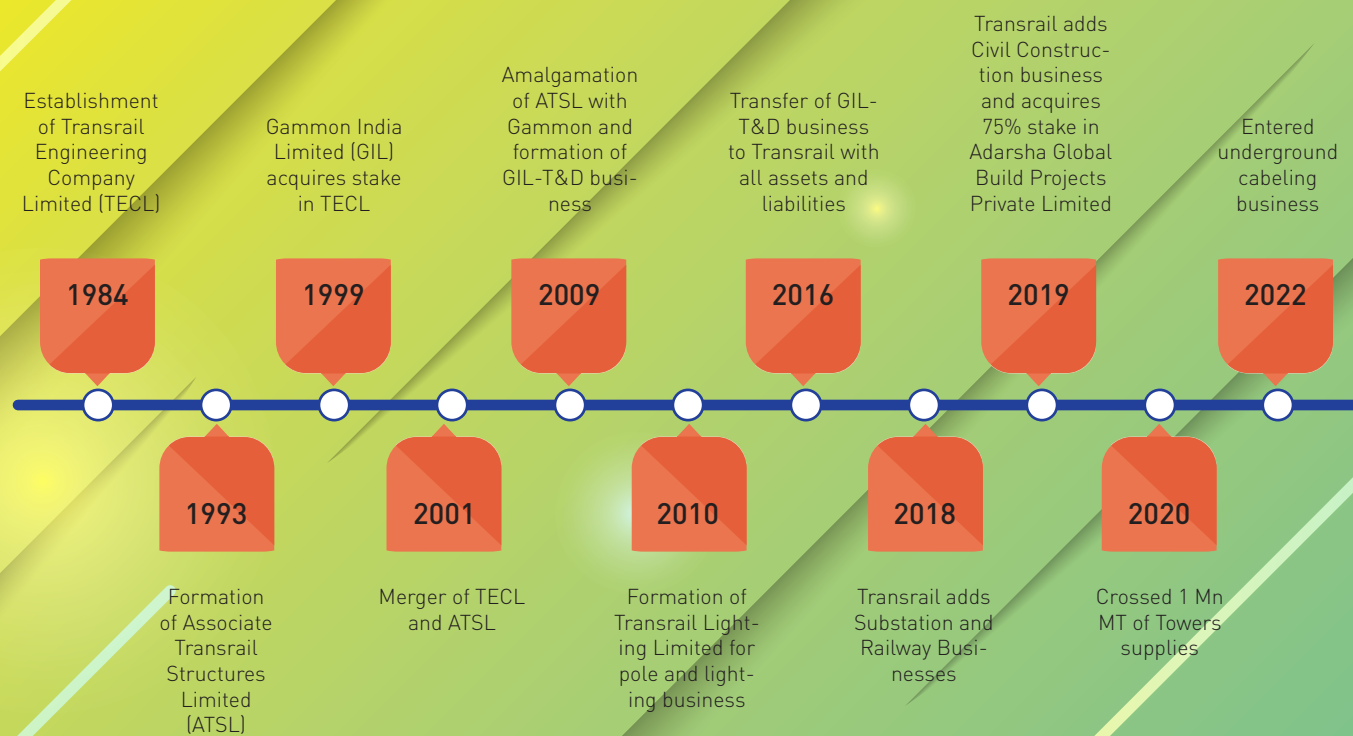 Establishment
of Transrail
Engineering
Company
Limited (TECL)
1984
Formation
of Associate
Transrail
Structures
Limited
(ATSL)
1993
Gammon India
Limited (GIL)
acquires stake
in TECL
1999
Merger of TECL
and ATSL
2001
Amalgamation
of ATSL with
Gammon and
formation of
GIL-T&D busi-
ness
2009
Formation of
Transrail Light-
ing Limited for
pole and light-
ing business
2010
Transfer of GIL-
T&D business
to Transrail with
all assets and
liabilities
2016
Transrail adds
Substation and
Railway Busi-
nesses
2018
Transrail adds
Civil Construc-
tion business
and acquires
75% stake in
Adarsha Global
Build Projects
Private Limited
2019
Crossed 1 Mn
MT of Towers
supplies
2020
Entered
underground
cabeling
business
2022